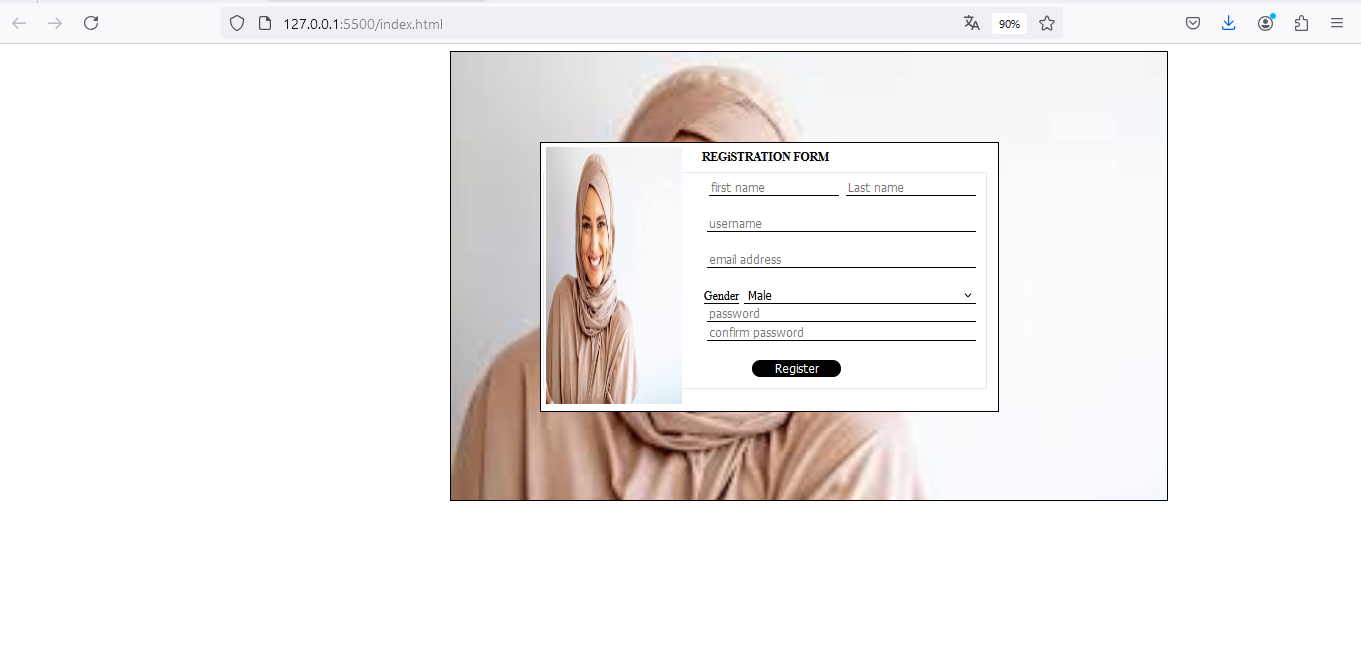 127.0.0.1:5500/index.html
90%
REGiSTRATION FORM
first name Last name
username
email address
Gender Male
password
confirm password
Register